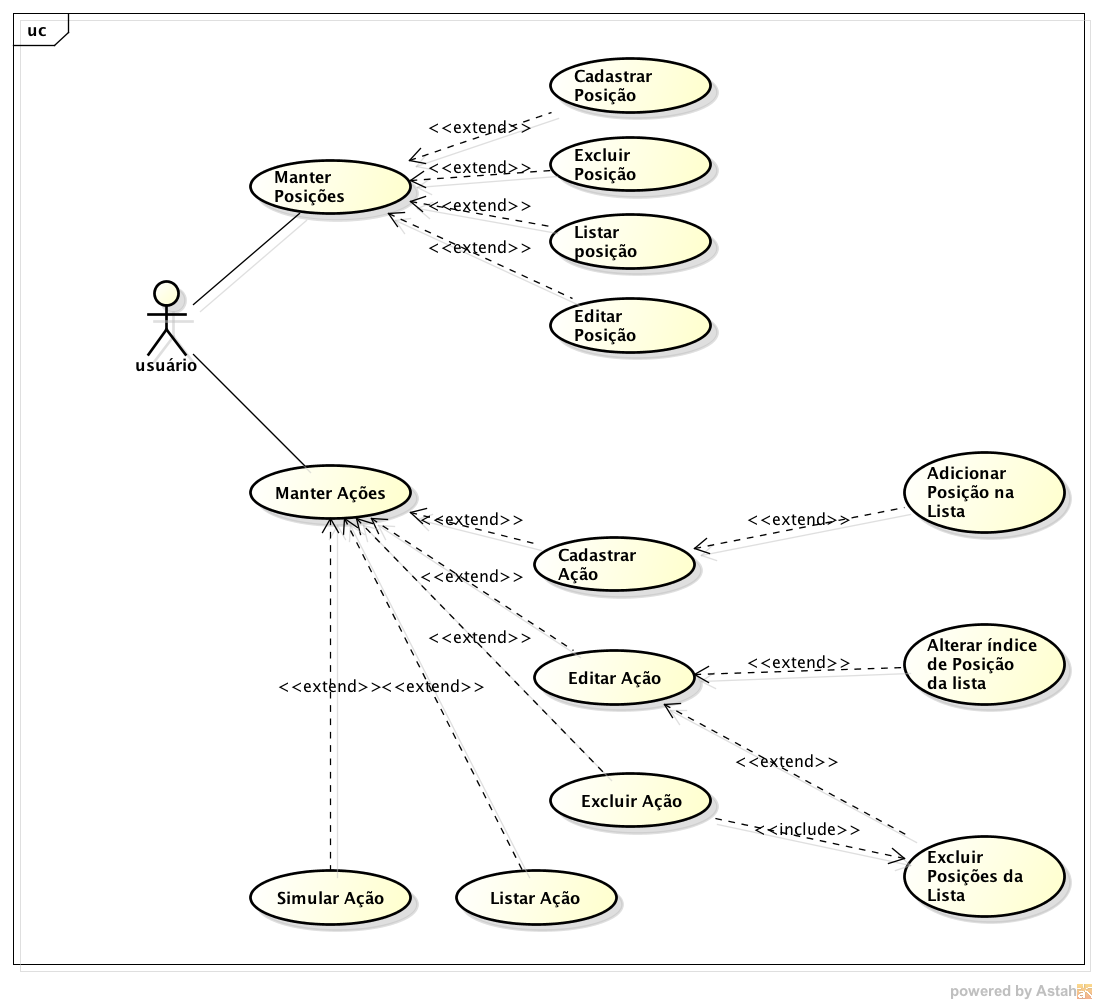 uc
Cadastrar
Posição
<<extend>>
Excluir
Posição
<<extend>>
Manter
Posições
<<extend>>
Listar
posição
<<extend>>
Editar
Posição
usuário
Manter Ações
<<extend>>
Cadastrar
Ação
<<extend>>
Adicionar
Posição na
Lista
<<extend>>
Editar Ação
<<extend>>
Alterar índice
de Posição
da lista
<<extend>>
<<extend>>
<<extend>>
<<extend>>
Excluir Ação
<<include>>
Excluir
Posições da
Lista
Simular Ação
Listar Ação
powered by Astah